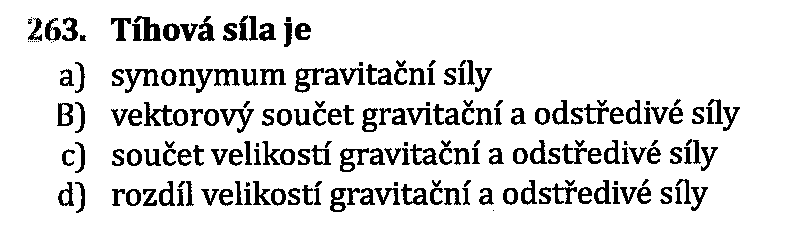 263. Tíhová síla je
a) synonymum gravitační síly
B) vektorový součet gravitační a odstředivé síly
c) součet velikostí gravitační a odstředivé síly
d) rozdíl velikostí gravitační a odstředivé síly